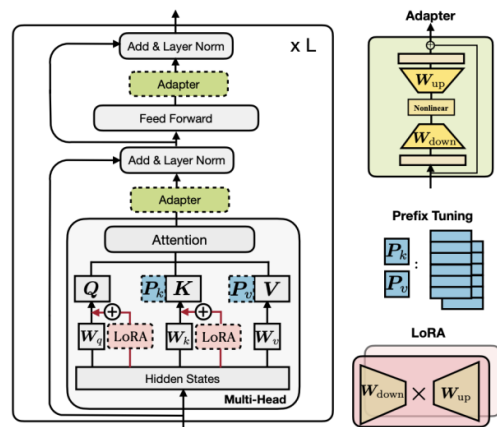 Add & Layer Norm
x L
Adapter
Feed Forward
Add & Layer Norm
Adapter
Attention
Q
P_k K
P_v V
+
+
W_q
LoRA
W_k
LoRA
W_v
Hidden States
Multi-Head
Adapter
+
W_up
Nonlinear
W_down
Prefix Tuning
P_k
:
P_v
LoRA
W_down × W_up